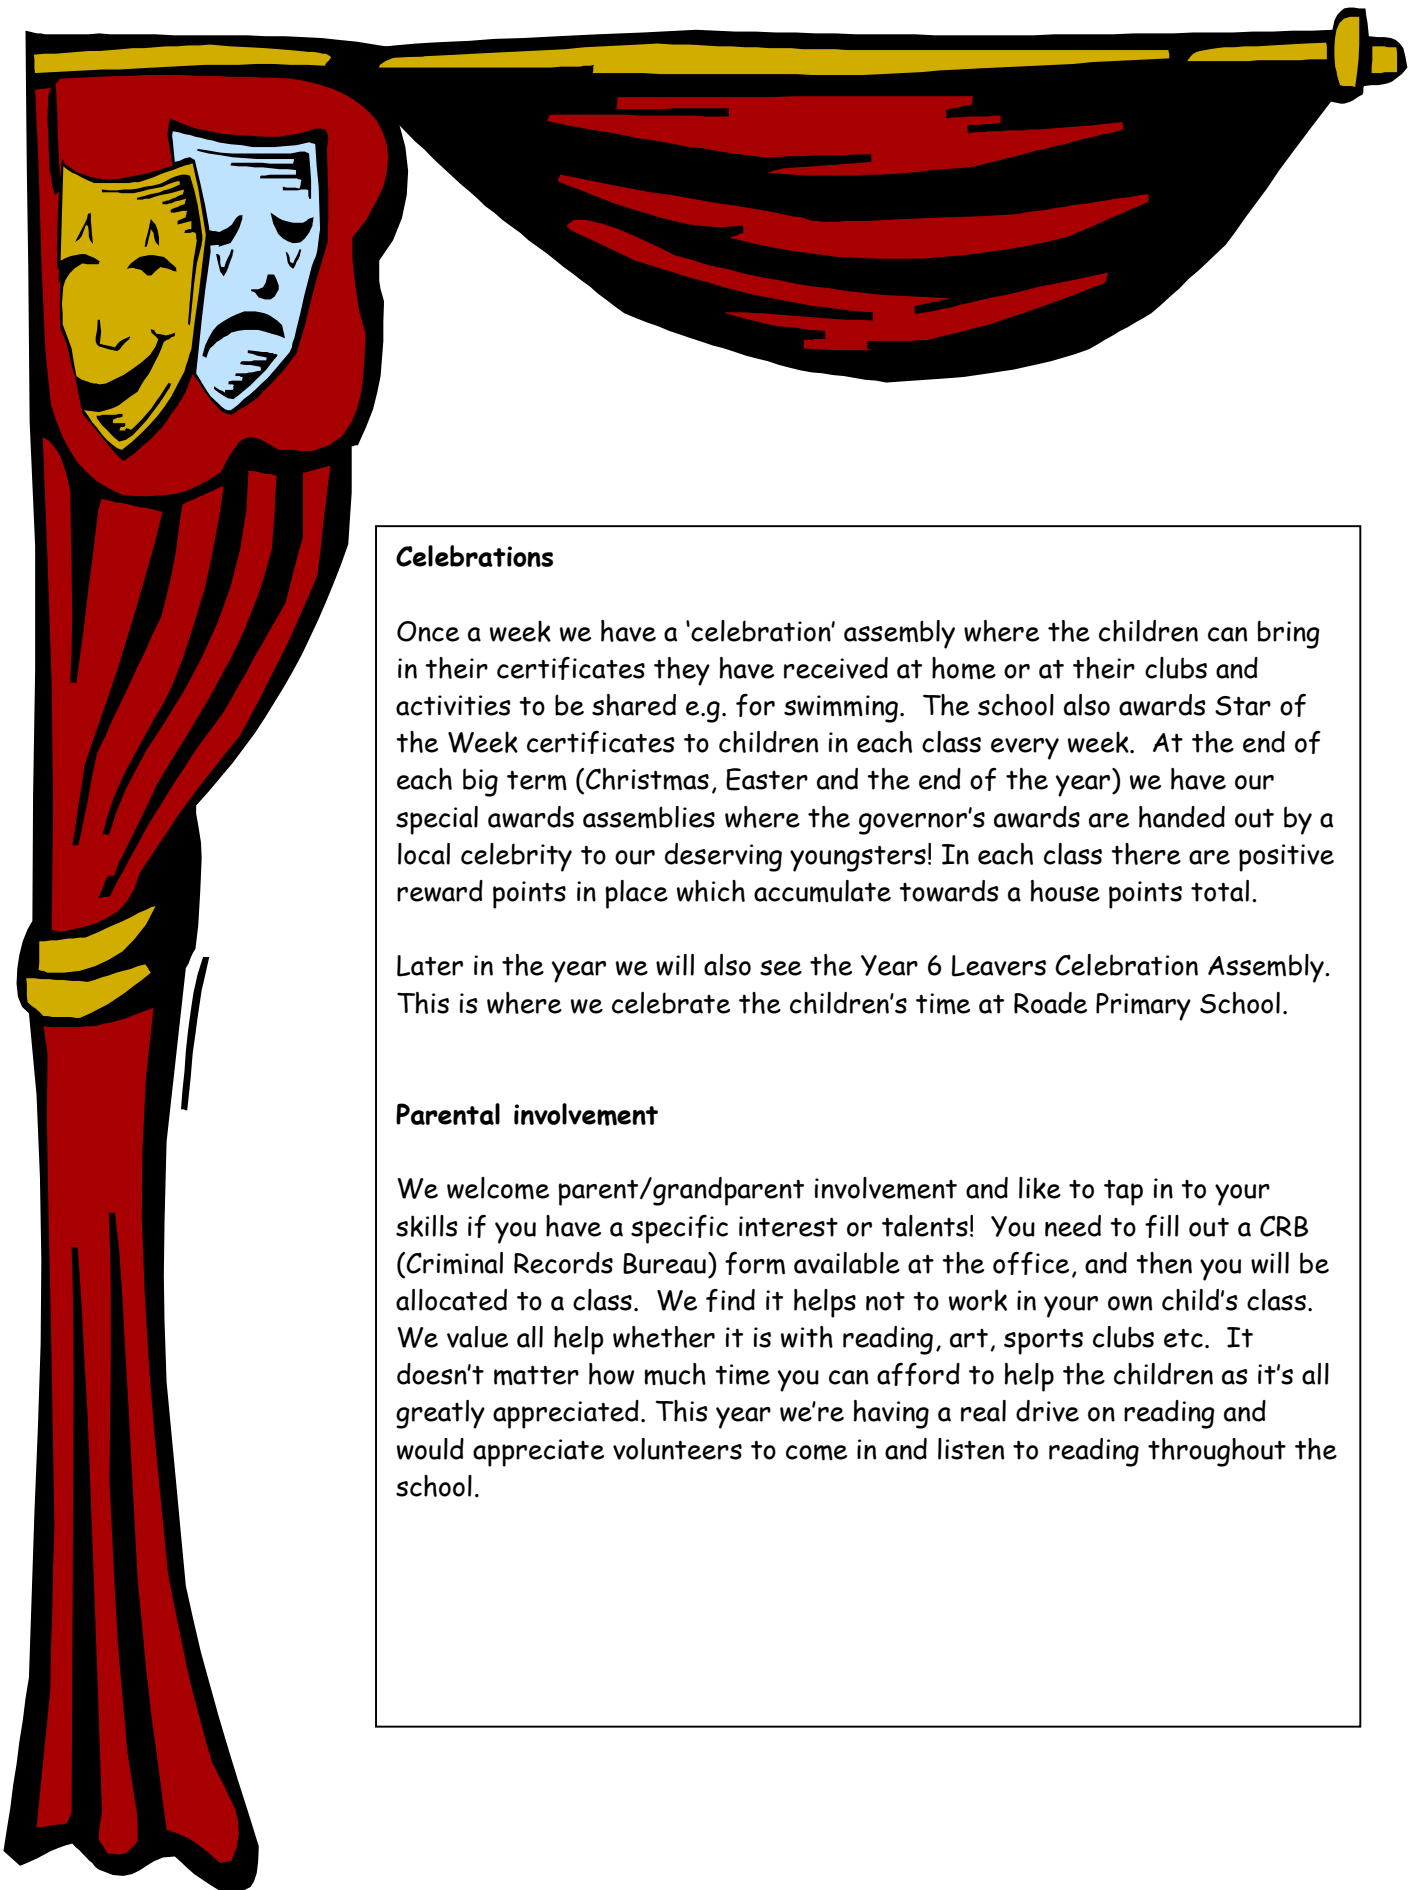 Celebrations
Once a week we have a ‘celebration’ assembly where the children can bring
in their certificates they have received at home or at their clubs and
activities to be shared e.g. for swimming.  The school also awards Star of
the Week certificates to children in each class every week.  At the end of
each big term (Christmas, Easter and the end of the year) we have our
special awards assemblies where the governor’s awards are handed out by a
local celebrity to our deserving youngsters! In each class there are positive
reward points in place which accumulate towards a house points total.
Later in the year we will also see the Year 6 Leavers Celebration Assembly.
This is where we celebrate the children’s time at Roade Primary School.
Parental involvement
We welcome parent/grandparent involvement and like to tap in to your
skills if you have a specific interest or talents!  You need to fill out a CRB
(Criminal Records Bureau) form available at the office, and then you will be
allocated to a class.  We find it helps not to work in your own child’s class.
We value all help whether it is with reading, art, sports clubs etc.  It
doesn’t matter how much time you can afford to help the children as it’s all
greatly appreciated. This year we’re having a real drive on reading and
would appreciate volunteers to come in and listen to reading throughout the
school.